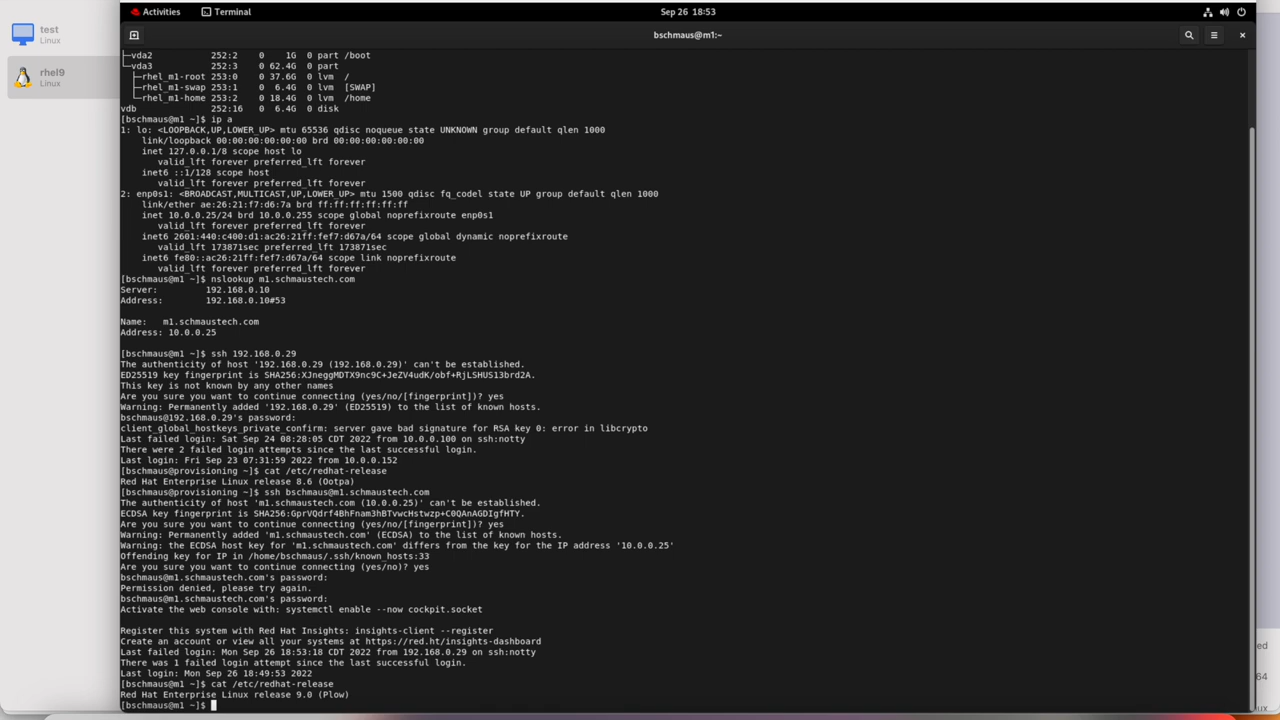 test
Linux
rhel9
Linux
Activities
Terminal
Sep 26 18:53
bschmaus@m1:~
├─vda2 252:2 0 1G 0 part /boot
└─vda3 252:3 0 62.4G 0 part
├─rhel_m1-root 253:0 0 37.6G 0 lvm /
├─rhel_m1-swap 253:1 0 6.4G 0 lvm [SWAP]
└─rhel_m1-home 253:2 0 18.4G 0 lvm /home
vdb 252:16 0 6.4G 0 disk
[bschmaus@m1 ~]$ ip a
1: lo: <LOOPBACK,UP,LOWER_UP> mtu 65536 qdisc noqueue state UNKNOWN group default qlen 1000
link/loopback 00:00:00:00:00:00 brd 00:00:00:00:00:00
inet 127.0.0.1/8 scope host lo
valid_lft forever preferred_lft forever
inet6 ::1/128 scope host
valid_lft forever preferred_lft forever
2: enp0s1: <BROADCAST,MULTICAST,UP,LOWER_UP> mtu 1500 qdisc fq_codel state UP group default qlen 1000
link/ether ae:26:21:f7:d6:7a brd ff:ff:ff:ff:ff:ff
inet 10.0.0.25/24 brd 10.0.0.255 scope global noprefixroute enp0s1
valid_lft forever preferred_lft forever
inet6 2601:440:c400:d1:ac26:21ff:fef7:d67a/64 scope global dynamic noprefixroute
valid_lft 173871sec preferred_lft 173871sec
inet6 fe80::ac26:21ff:fef7:d67a/64 scope link noprefixroute
valid_lft forever preferred_lft forever
[bschmaus@m1 ~]$ nslookup m1.schmaustech.com
Server: 192.168.0.10
Address: 192.168.0.10#53
Name: m1.schmaustech.com
Address: 10.0.0.25
[bschmaus@m1 ~]$ ssh 192.168.0.29
The authenticity of host '192.168.0.29 (192.168.0.29)' can't be established.
ED25519 key fingerprint is SHA256:XJneggMDTX9nc9C+JeZV4udK/obf+RjLSHUS13brd2A.
This key is not known by any other names
Are you sure you want to continue connecting (yes/no/[fingerprint])? yes
Warning: Permanently added '192.168.0.29' (ED25519) to the list of known hosts.
bschmaus@192.168.0.29's password:
client_global_hostkeys_private_confirm: server gave bad signature for RSA key 0: error in libcrypto
Last failed login: Sat Sep 24 08:28:05 CDT 2022 from 10.0.0.100 on ssh:notty
There were 2 failed login attempts since the last successful login.
Last login: Fri Sep 23 07:31:59 2022 from 10.0.0.152
[bschmaus@provisioning ~]$ cat /etc/redhat-release
Red Hat Enterprise Linux release 8.6 (Ootpa)
[bschmaus@provisioning ~]$ ssh bschmaus@m1.schmaustech.com
The authenticity of host 'm1.schmaustech.com (10.0.0.25)' can't be established.
ECDSA key fingerprint is SHA256:GprVQdrf4BhFnam3hBTvwcHstwzp+C0QAnAGDIgfHTY.
Are you sure you want to continue connecting (yes/no/[fingerprint])? yes
Warning: Permanently added 'm1.schmaustech.com' (ECDSA) to the list of known hosts.
Warning: the ECDSA host key for 'm1.schmaustech.com' differs from the key for the IP address '10.0.0.25'
Offending key for IP in /home/bschmaus/.ssh/known_hosts:33
Are you sure you want to continue connecting (yes/no)? yes
bschmaus@m1.schmaustech.com's password:
Permission denied, please try again.
bschmaus@m1.schmaustech.com's password:
Activate the web console with: systemctl enable --now cockpit.socket
Register this system with Red Hat Insights: insights-client --register
Create an account or view all your systems at https://red.ht/insights-dashboard
Last failed login: Mon Sep 26 18:53:18 CDT 2022 from 192.168.0.29 on ssh:notty
There was 1 failed login attempt since the last successful login.
Last login: Mon Sep 26 18:49:53 2022
[bschmaus@m1 ~]$ cat /etc/redhat-release
Red Hat Enterprise Linux release 9.0 (Plow)
[bschmaus@m1 ~]$
ed
64